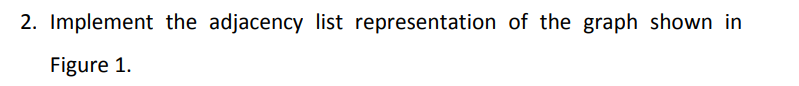 2. Implement the adjacency list representation of the graph shown in
Figure 1.